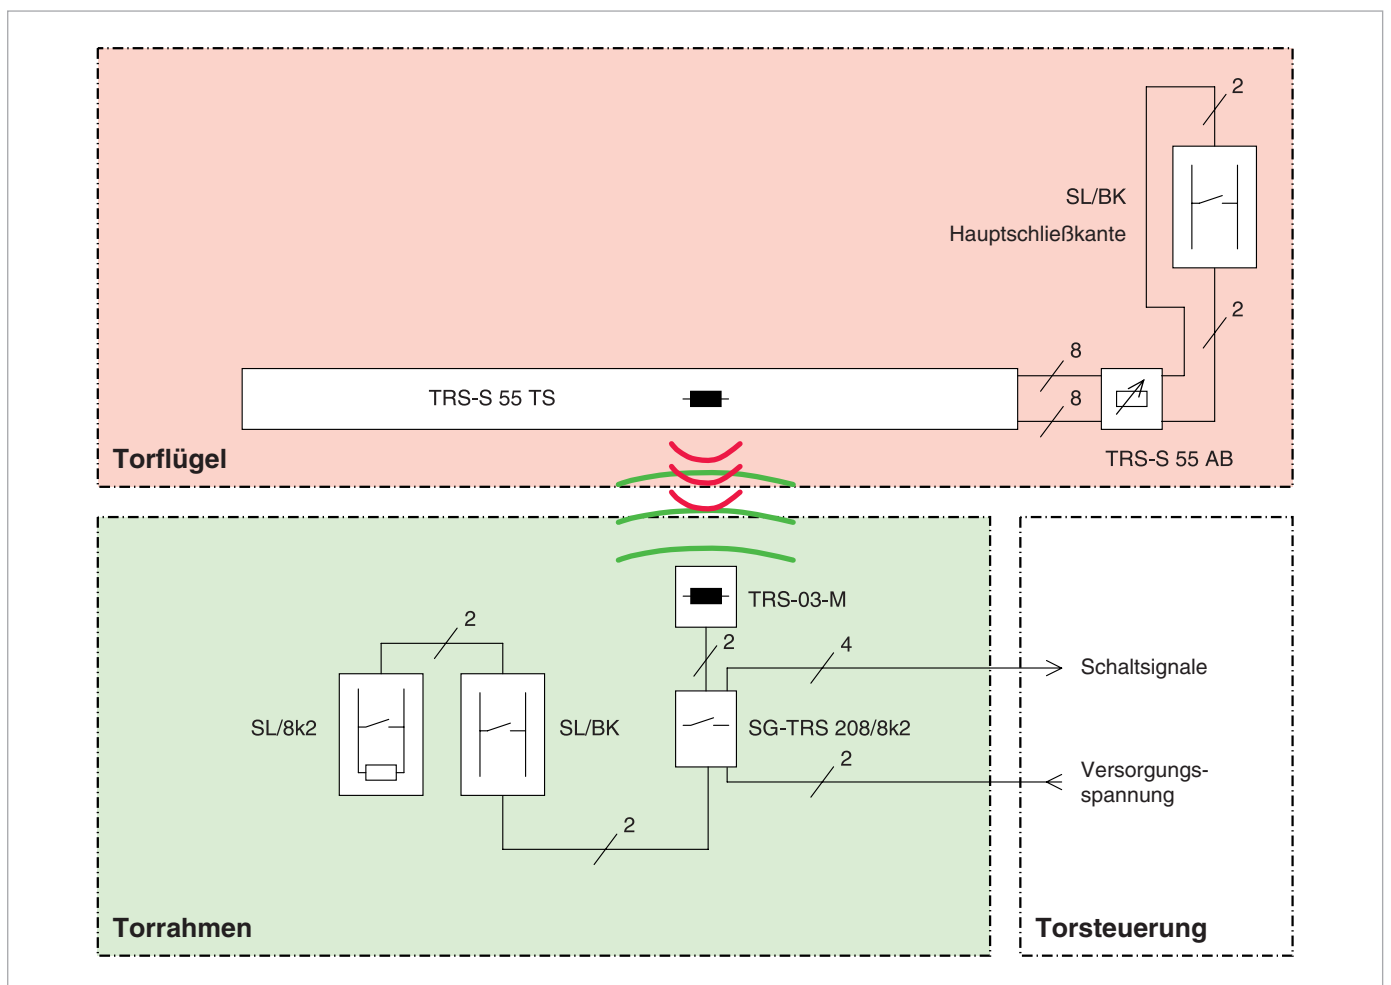 2
SL/BK
Hauptschließkante
2
8
8
TRS-S 55 TS
TRS-S 55 AB
Torflügel
TRS-03-M
2
2
4
Schaltsignale
SL/8k2
SL/BK
SG-TRS 208/8k2
2
Versorgungs-
spannung
2
Torrahmen
Torsteuerung